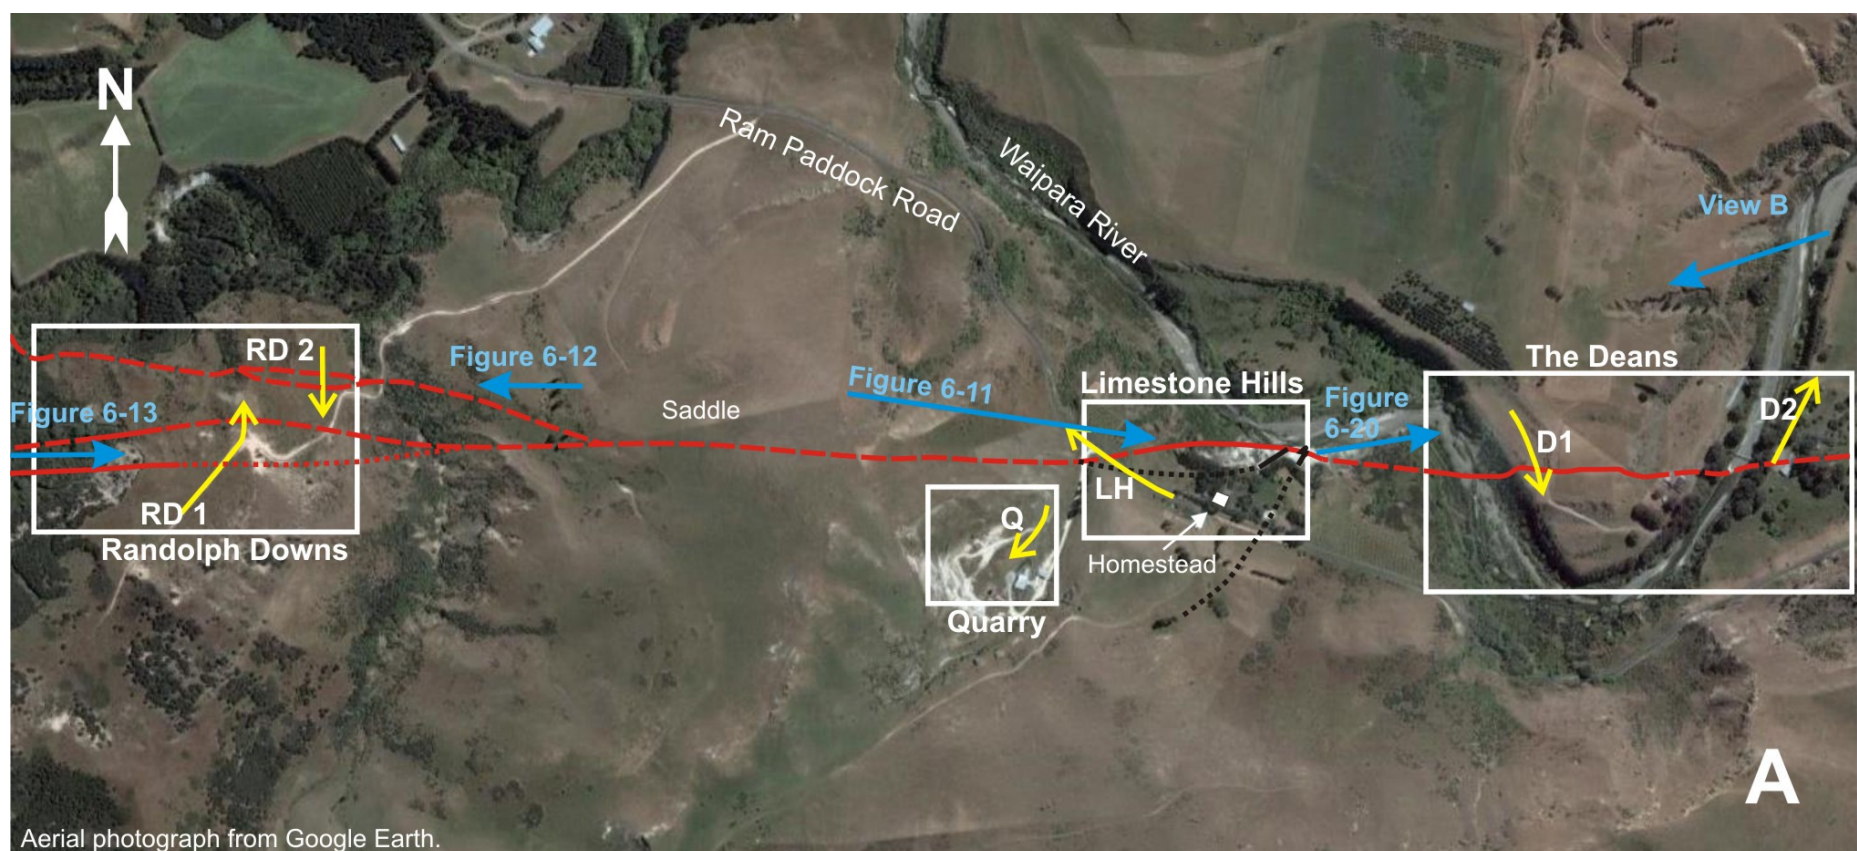 N
Ram Paddock Road
Waipara River
View B
RD 2
Figure 6-12
Figure 6-11
The Deans
Limestone Hills
Figure 6-13
Saddle
Figure
6-20
D2
D1
LH
RD 1
Q
Randolph Downs
Homestead
Quarry
A
Aerial photograph from Google Earth.